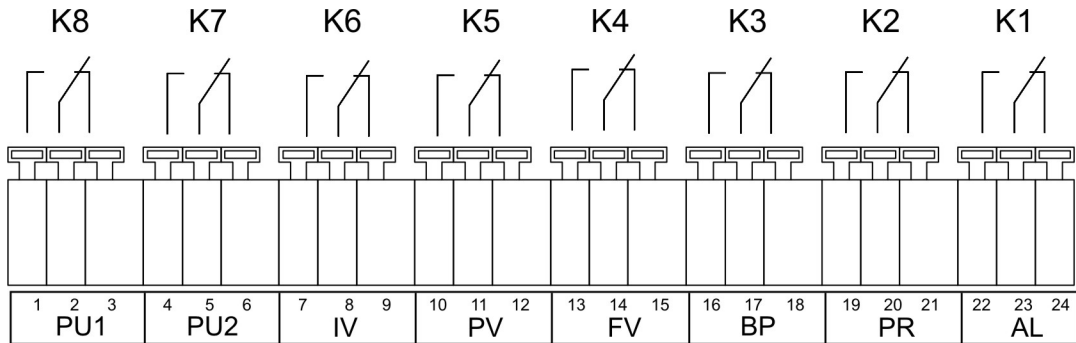 K8 K7 K6 K5 K4 K3 K2 K1
1 2 3 4 5 6 7 8 9 10 11 12 13 14 15 16 17 18 19 20 21 22 23 24
PU1 PU2 IV PV FV BP PR AL